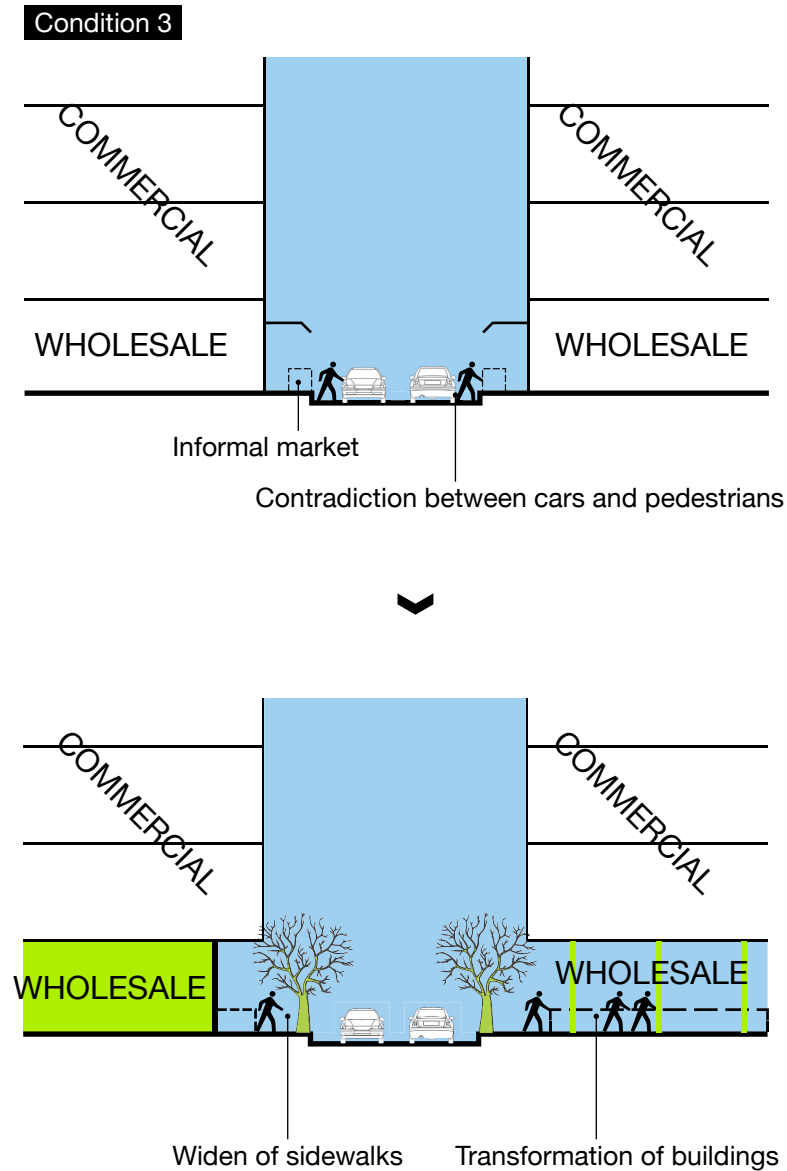 Condition 3
COMMERCIAL
COMMERCIAL
WHOLESALE
WHOLESALE
Informal market
Contradiction between cars and pedestrians
COMMERCIAL
COMMERCIAL
WHOLESALE
WHOLESALE
Widen of sidewalks
Transformation of buildings